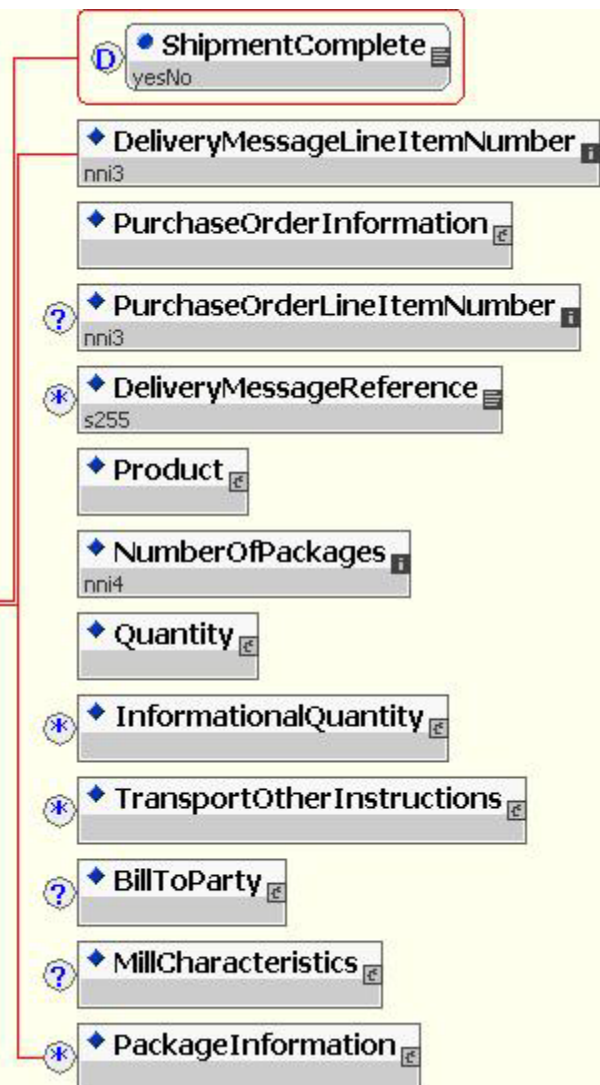 D
ShipmentComplete
yesNo
DeliveryMessageLineItemNumber
nni3
PurchaseOrderInformation
?
PurchaseOrderLineItemNumber
nni3
*
DeliveryMessageReference
s255
Product
NumberOfPackages
nni4
Quantity
*
InformationalQuantity
*
TransportOtherInstructions
?
BillToParty
?
MillCharacteristics
*
PackageInformation